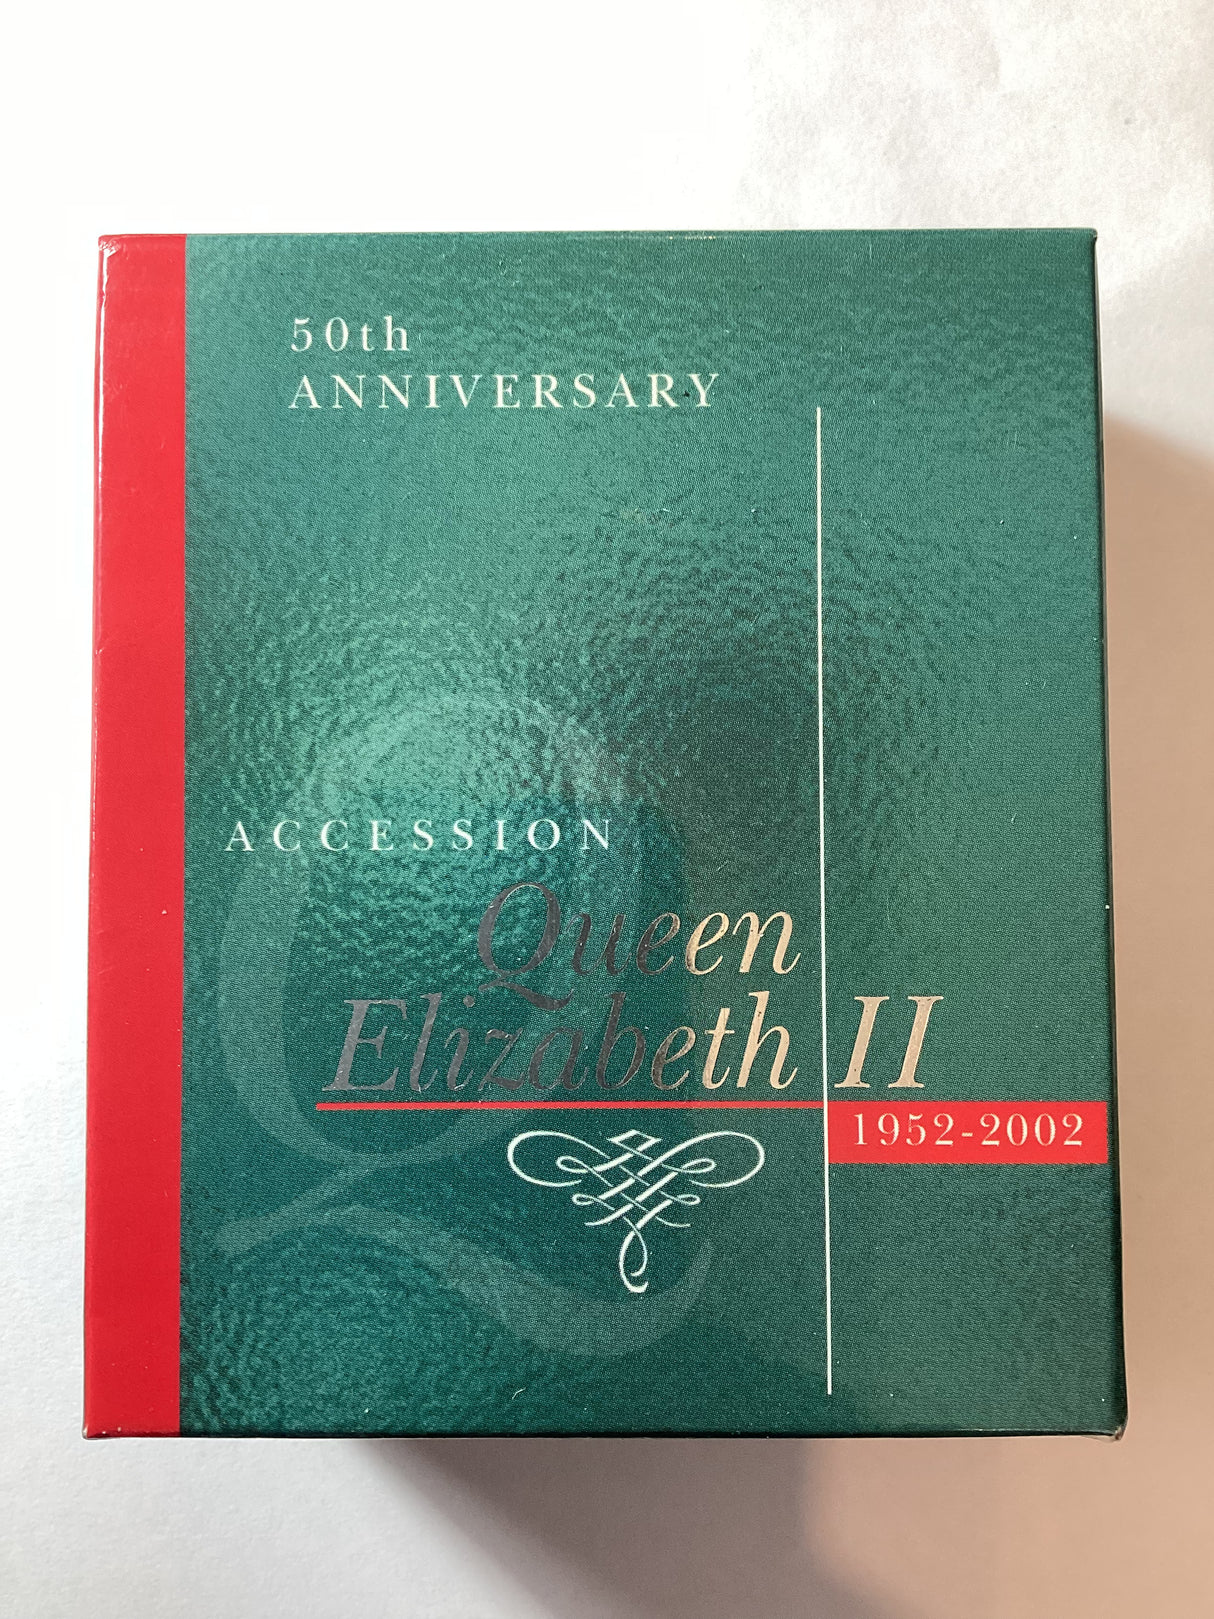 50th
ANNIVERSARY
ACCESSION
Queen
Elizabeth II
1952-2002